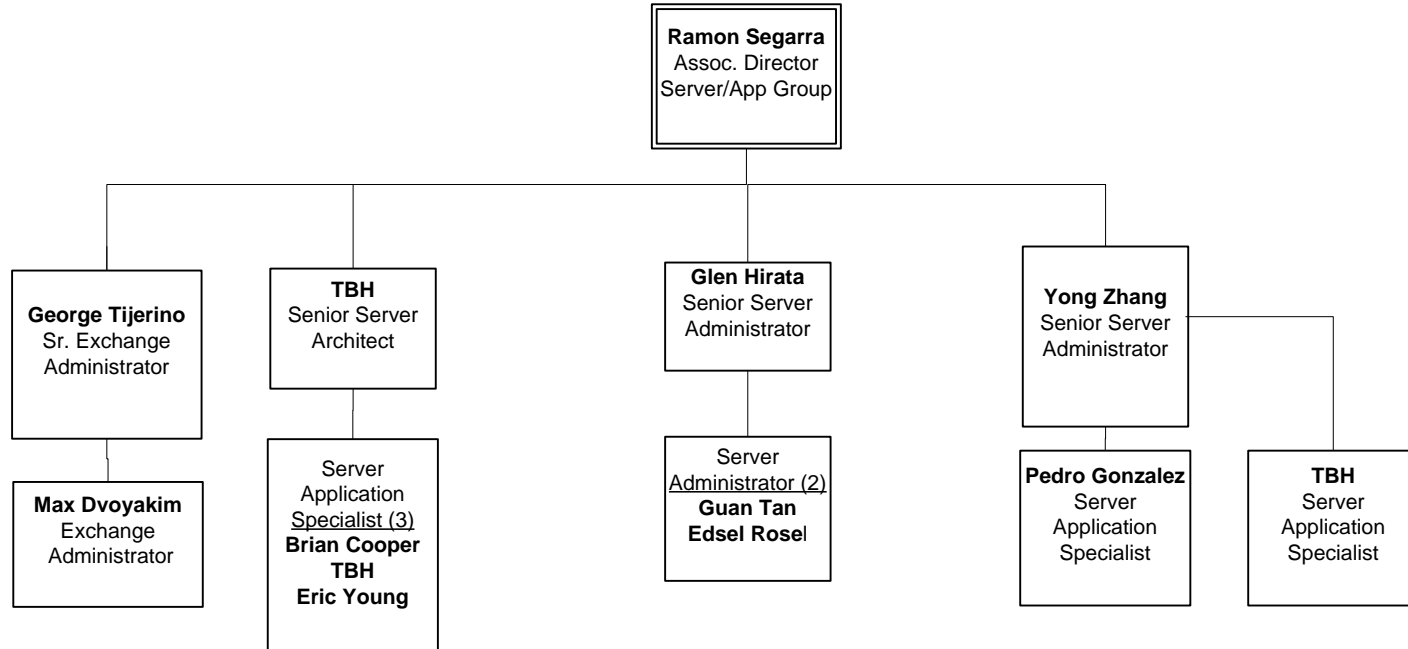 Ramon Segarra
Assoc. Director
Server/App Group
George Tijerino
Sr. Exchange
Administrator
TBH
Senior Server
Architect
Glen Hirata
Senior Server
Administrator
Yong Zhang
Senior Server
Administrator
Max Dvoyakim
Exchange
Administrator
Server
Application
Specialist (3)
Brian Cooper
TBH
Eric Young
Server
Administrator (2)
Guan Tan
Edsel Rosel
Pedro Gonzalez
Server
Application
Specialist
TBH
Server
Application
Specialist